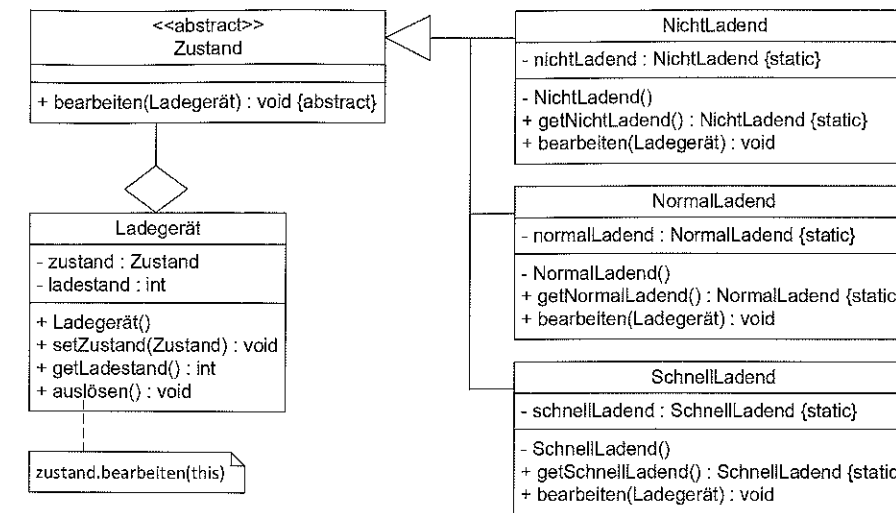 <<abstract>>
Zustand
+ bearbeiten(Ladegerät) : void {abstract}
Ladegerät
- zustand : Zustand
- ladestand : int
+ Ladegerät()
+ setZustand(Zustand) : void
+ getLadestand() : int
+ auslösen() : void
zustand.bearbeiten(this)
NichtLadend
- nichtLadend : NichtLadend {static}
- NichtLadend()
+ getNichtLadend() : NichtLadend {static}
+ bearbeiten(Ladegerät) : void
NormalLadend
- normalLadend : NormalLadend {static}
- NormalLadend()
+ getNormalLadend() : NormalLadend {static
+ bearbeiten(Ladegerät) : void
SchnellLadend
- schnellLadend : SchnellLadend {static}
- SchnellLadend()
+ getSchnellLadend() : SchnellLadend {static
+ bearbeiten(Ladegerät) : void